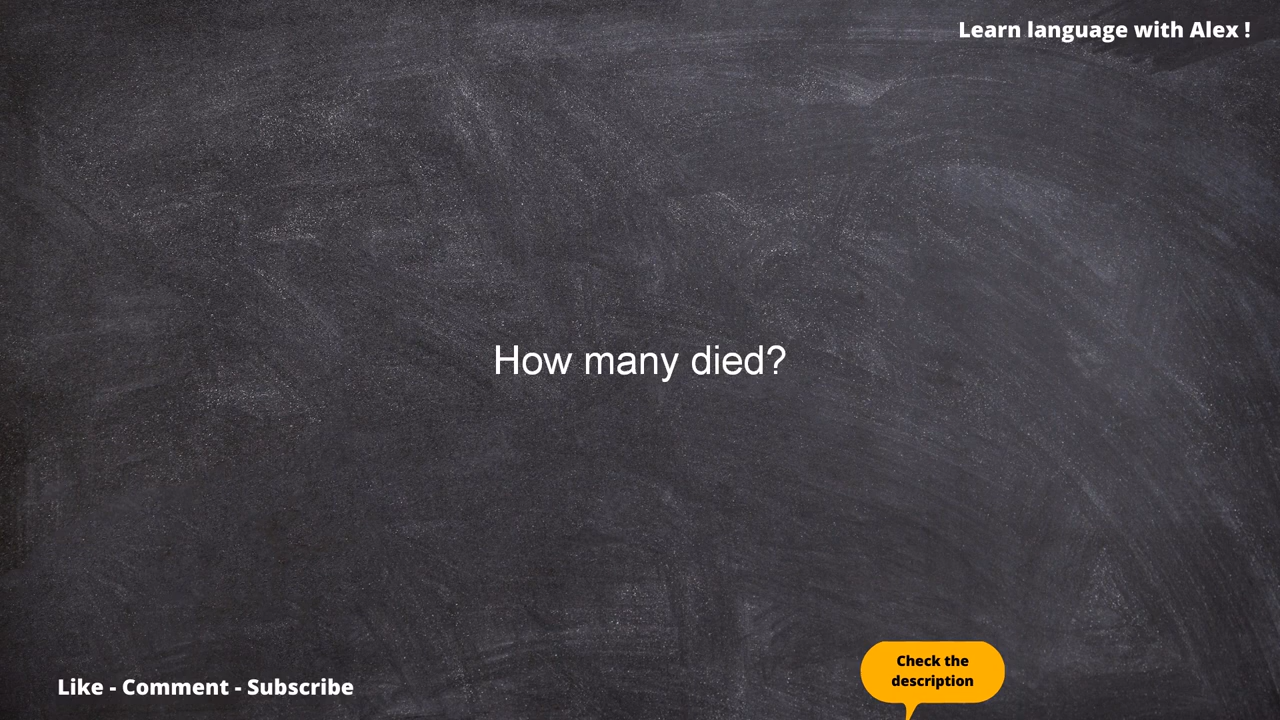 Learn language with Alex !
How many died?
Check the
description
Like - Comment - Subscribe